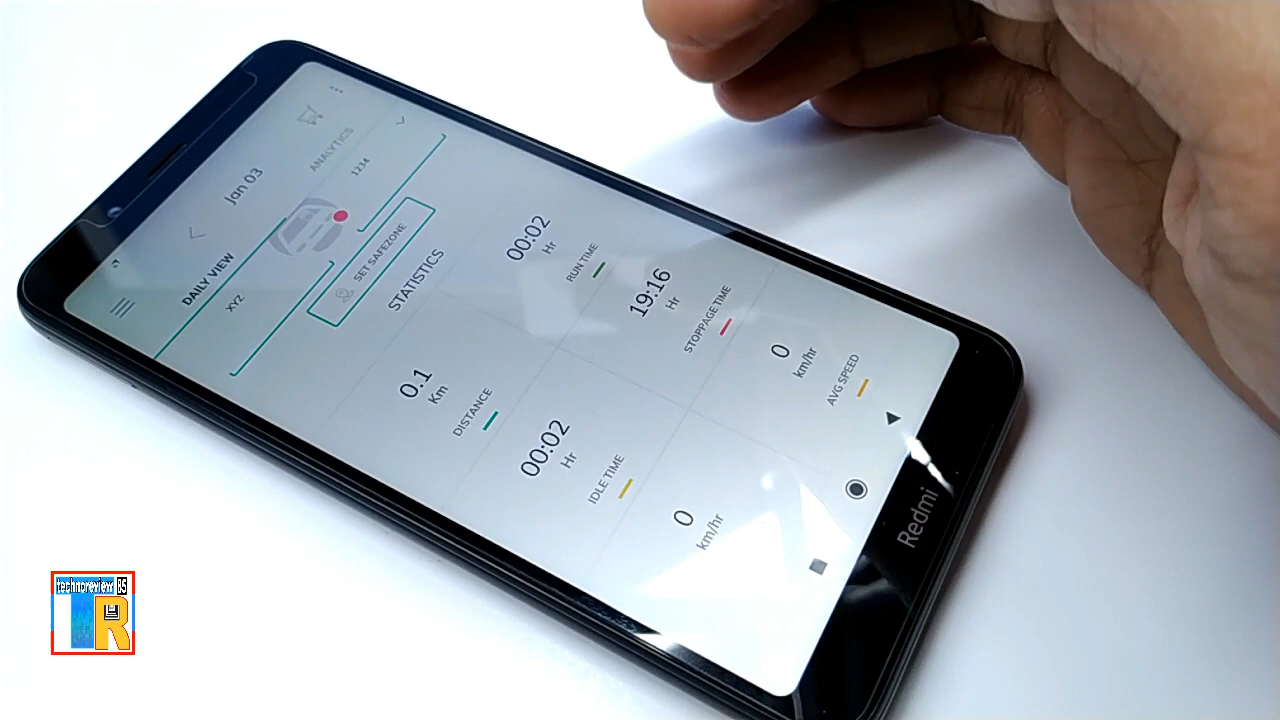 Jan 03
DAILY VIEW
ANALYTICS
XYZ
1234
SET SAFEZONE
STATISTICS
0.1
Km
DISTANCE
00:02
Hr
RUN TIME
00:02
Hr
IDLE TIME
19:16
Hr
STOPPAGE TIME
0
km/hr
0
km/hr
AVG SPEED
Redmi
technoreview 85
TR